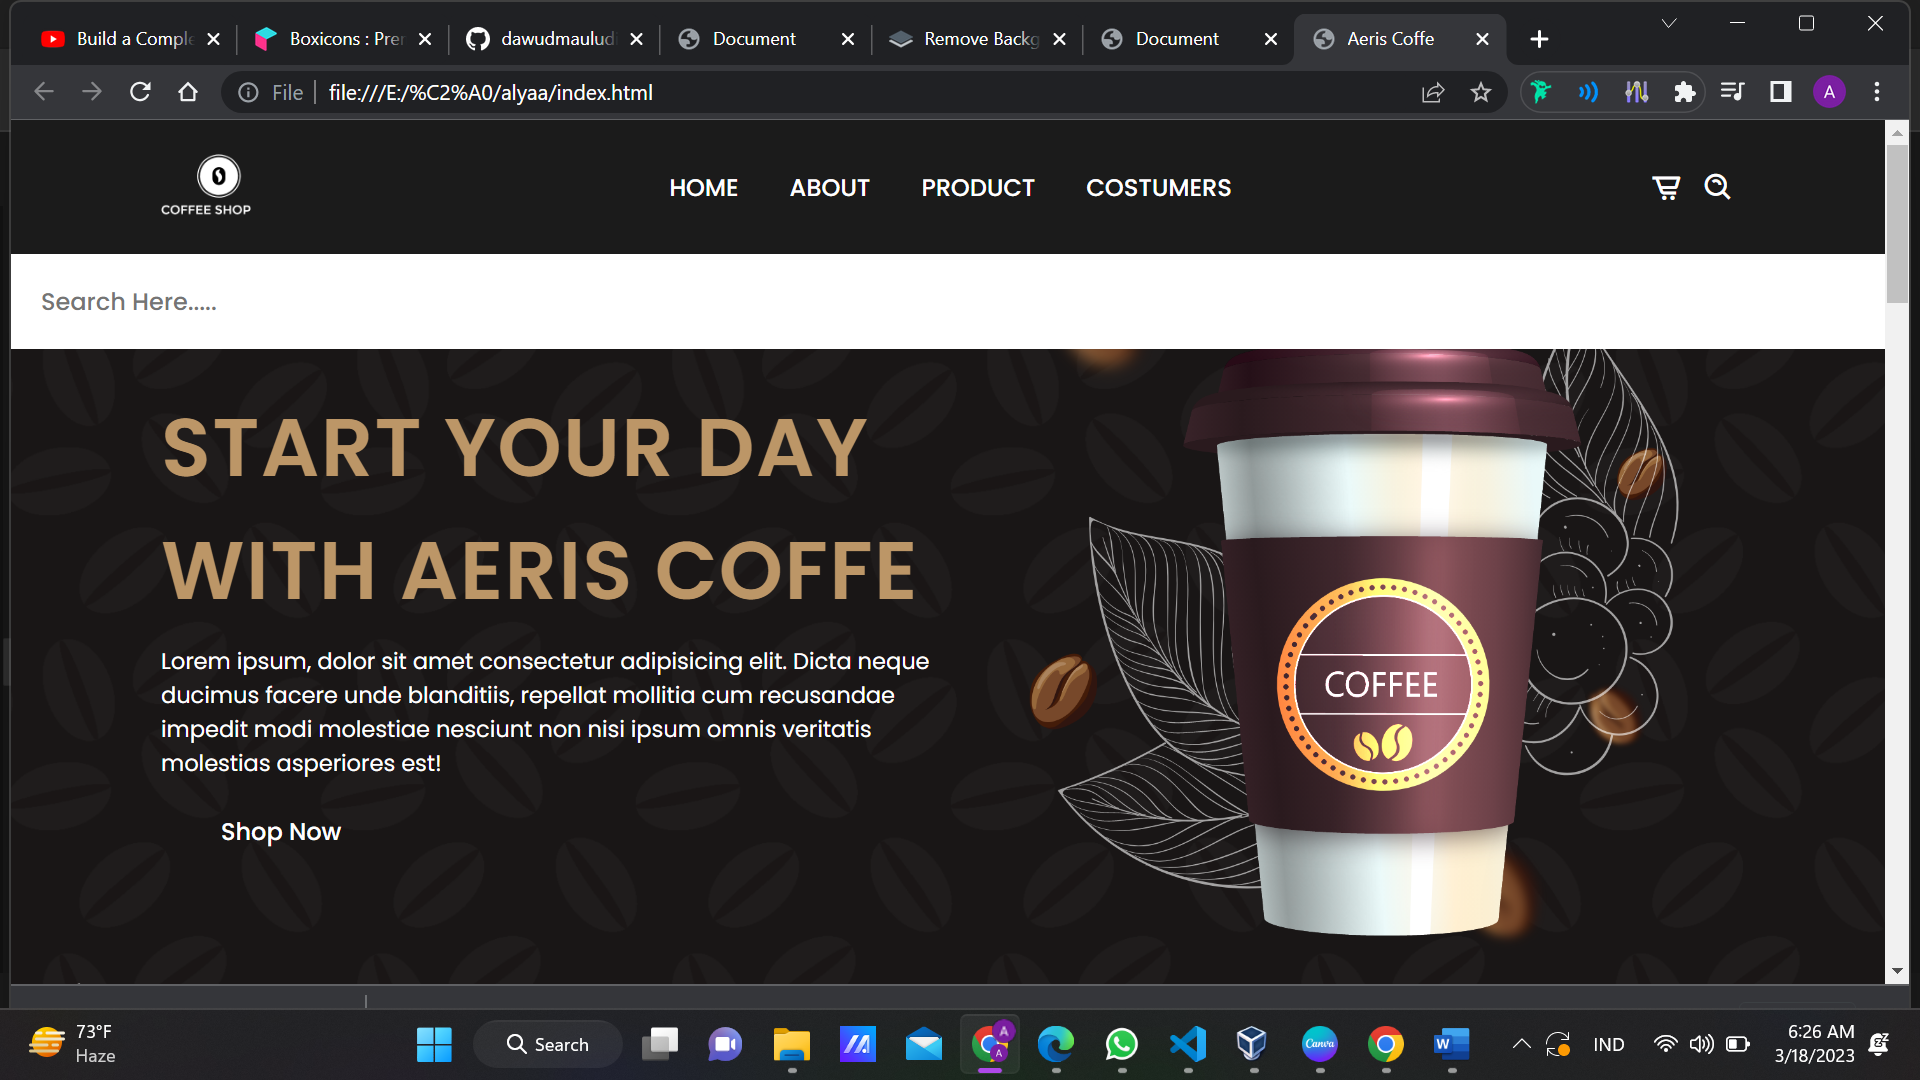 Build a Comple
Boxicons : Prer
dawudmauludi
Document
Remove Backg
Document
Aeris Coffe
File
file:///E:/%C2%A0/alyaa/index.html
A
COFFEE SHOP
HOME
ABOUT
PRODUCT
COSTUMERS
Search Here.....
START YOUR DAY
WITH AERIS COFFE
Lorem ipsum, dolor sit amet consectetur adipisicing elit. Dicta neque
ducimus facere unde blanditiis, repellat mollitia cum recusandae
impedit modi molestiae nesciunt non nisi ipsum omnis veritatis
molestias asperiores est!
Shop Now
COFFEE
73°F
Haze
Search
A
A
Canva
W
IND
6:26 AM
3/18/2023